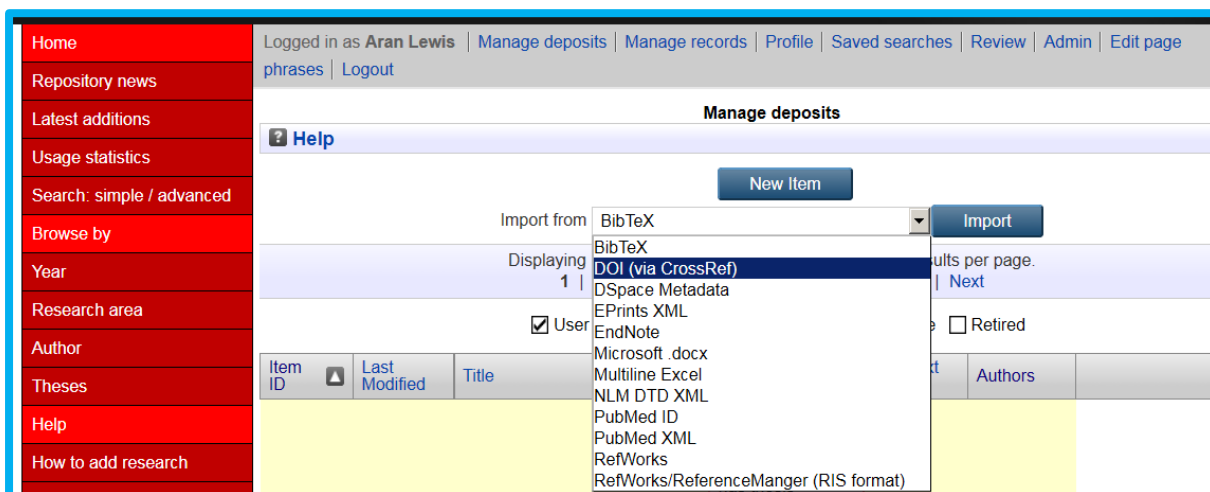 Home
Repository news
Latest additions
Usage statistics
Search: simple / advanced
Browse by
Year
Research area
Author
Theses
Help
How to add research
Logged in as Aran Lewis | Manage deposits | Manage records | Profile | Saved searches | Review | Admin | Edit page
phrases | Logout
Manage deposits
? Help
New Item
Import from BibTeX Import
BibTeX
DOI (via CrossRef)
DSpace Metadata
EPrints XML
EndNote
Microsoft .docx
Multiline Excel
NLM DTD XML
PubMed ID
PubMed XML
RefWorks
RefWorks/ReferenceManger (RIS format)
Displaying per page.
1 | | Next
User Retired
Item ID Last Modified Title Authors